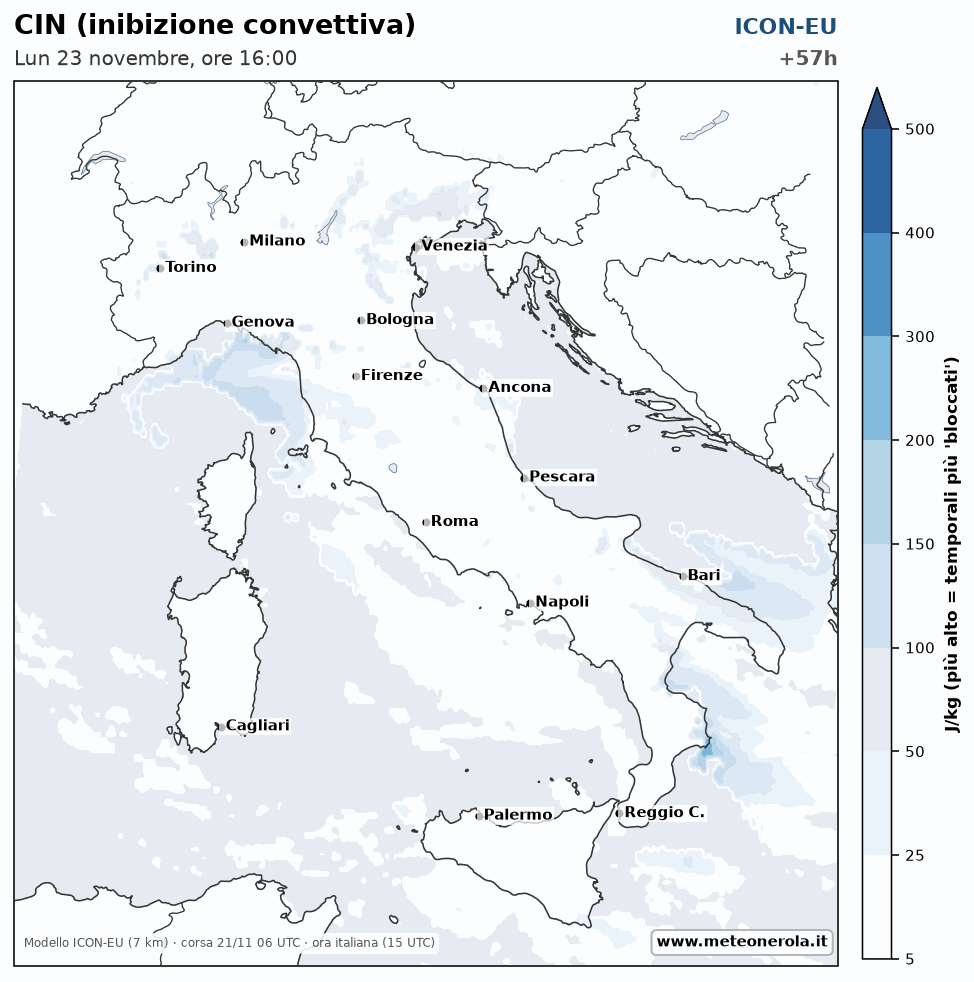 CIN (inibizione convettiva)
ICON-EU
Lun 23 novembre, ore 16:00
+57h
Milano
Venezia
Torino
Genova
Bologna
Firenze
Ancona
Pescara
Roma
Bari
Napoli
Cagliari
Palermo
Reggio C.
Modello ICON-EU (7 km) · corsa 21/11 06 UTC · ora italiana (15 UTC)
www.meteonerola.it
500
400
300
200
150
100
50
25
5
J/kg (più alto = temporali più 'bloccati')